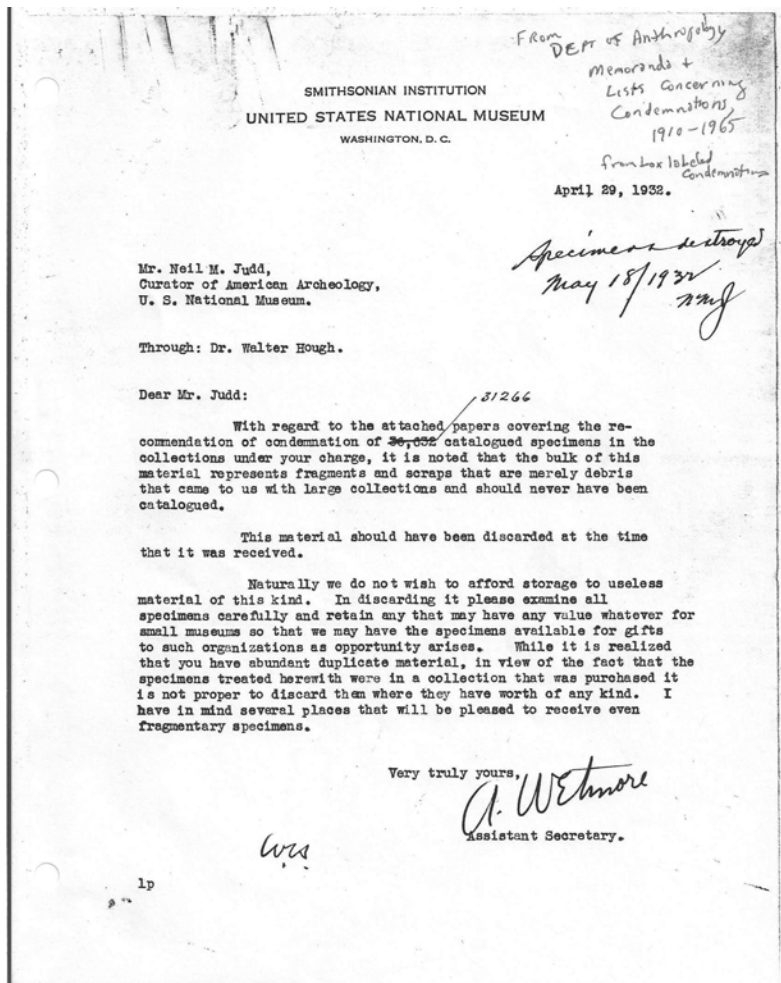 From
DEPT of Anthropology
Memoranda +
Lists Concerning
Condemnations,
1910-1965
from box labeled
Condemnations
SMITHSONIAN INSTITUTION
UNITED STATES NATIONAL MUSEUM
WASHINGTON, D. C.
April 29, 1932.
Specimens destroyed
May 18/1932
NMJ
Mr. Neil M. Judd,
Curator of American Archeology,
U. S. National Museum.
Through: Dr. Walter Hough.
Dear Mr. Judd:
31266
With regard to the attached papers covering the re-
commendation of condemnation of 36,632 catalogued specimens in the
collections under your charge, it is noted that the bulk of this
material represents fragments and scraps that are merely debris
that came to us with large collections and should never have been
catalogued.
This material should have been discarded at the time
that it was received.
Naturally we do not wish to afford storage to useless
material of this kind. In discarding it please examine all
specimens carefully and retain any that may have any value whatever for
small museums so that we may have the specimens available for gifts
to such organizations as opportunity arises. While it is realized
that you have abundant duplicate material, in view of the fact that the
specimens treated herewith were in a collection that was purchased it
is not proper to discard them where they have worth of any kind. I
have in mind several places that will be pleased to receive even
fragmentary specimens.
Very truly yours,
A. Wetmore
Assistant Secretary.
lp